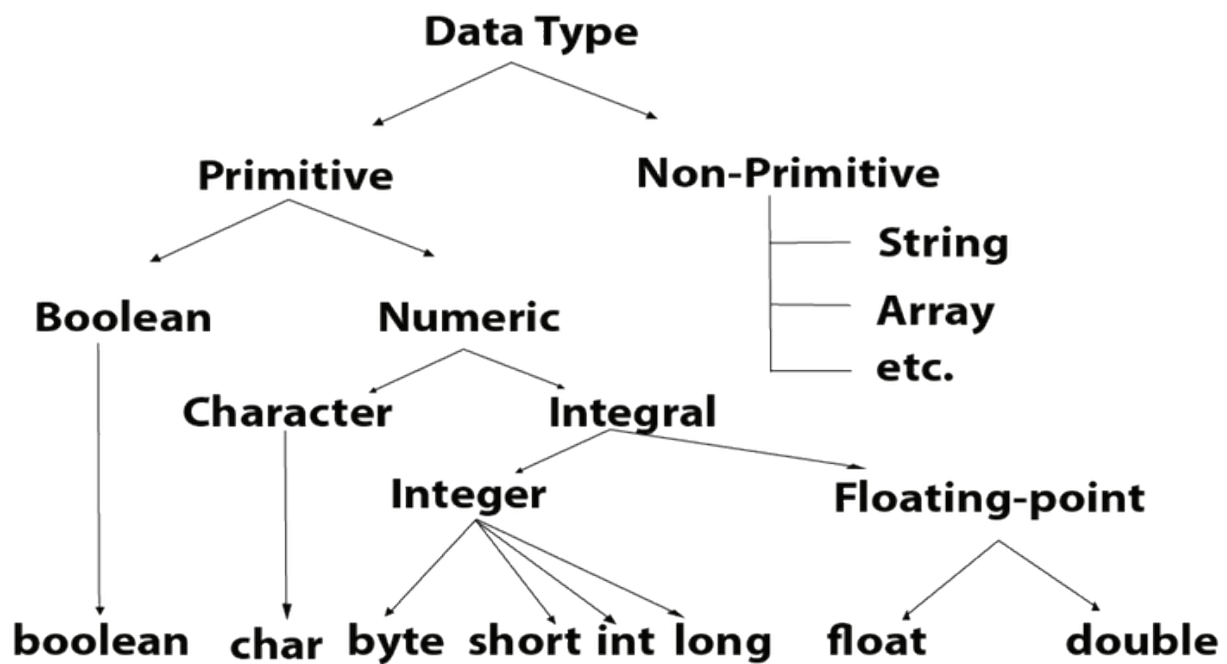 Data Type
Primitive
Non-Primitive
String
Array
etc.
Boolean
Numeric
Character
Integral
Integer
Floating-point
boolean
char
byte
short
int
long
float
double